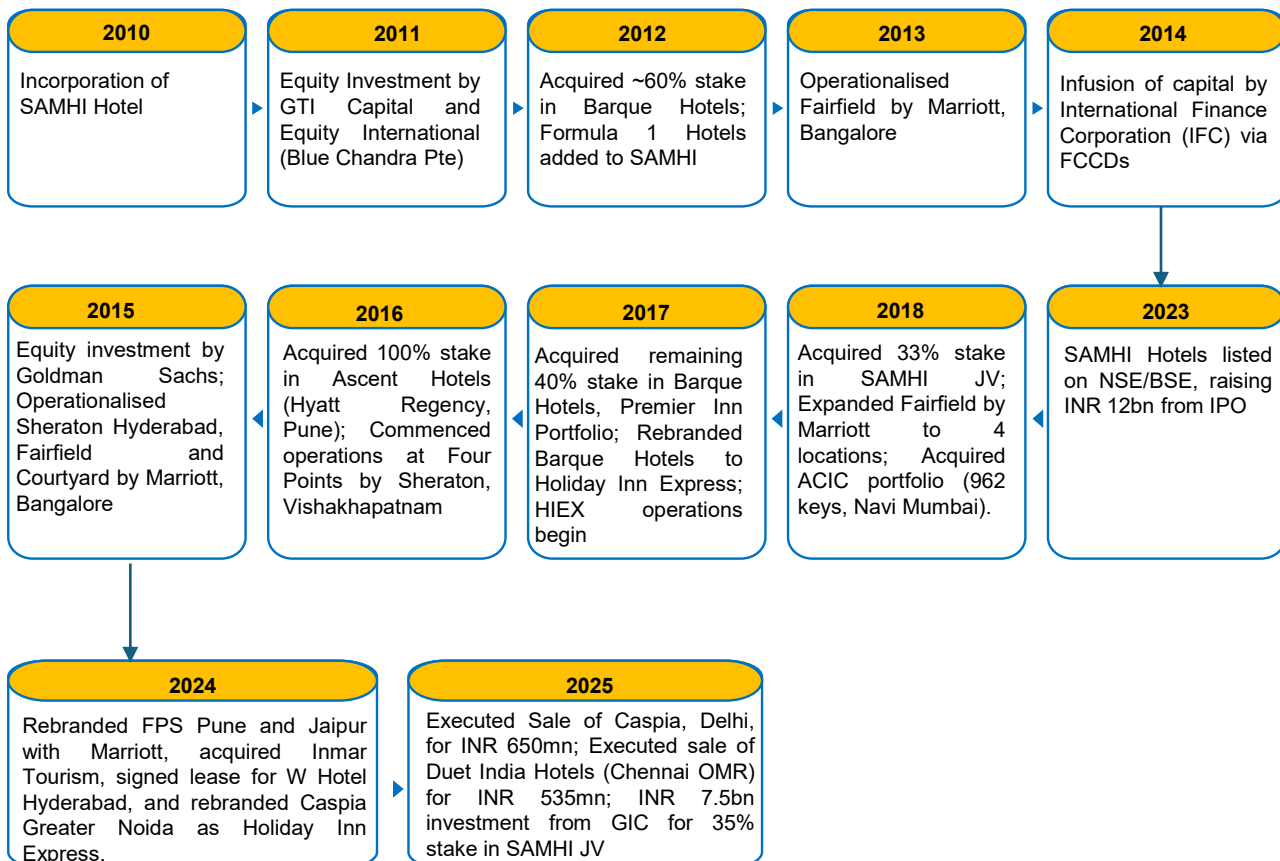 2010
Incorporation of
SAMHI Hotel
2011
Equity Investment by
GTI Capital and
Equity International
(Blue Chandra Pte)
2012
Acquired ~60% stake
in Barque Hotels;
Formula 1 Hotels
added to SAMHI
2013
Operationalised
Fairfield by Marriott,
Bangalore
2014
Infusion of capital by
International Finance
Corporation (IFC) via
FCCDs
2015
Equity investment by
Goldman Sachs;
Operationalised
Sheraton Hyderabad,
Fairfield and
Courtyard by Marriott,
Bangalore
2016
Acquired 100% stake
in Ascent Hotels
(Hyatt Regency,
Pune); Commenced
operations at Four
Points by Sheraton,
Vishakhapatnam
2017
Acquired remaining
40% stake in Barque
Hotels, Premier Inn
Portfolio; Rebranded
Barque Hotels to
Holiday Inn Express;
HIEX operations
begin
2018
Acquired 33% stake
in SAMHI JV;
Expanded Fairfield by
Marriott to 4
locations; Acquired
ACIC portfolio (962
keys, Navi Mumbai).
2023
SAMHI Hotels listed
on NSE/BSE, raising
INR 12bn from IPO
2024
Rebranded FPS Pune and Jaipur
with Marriott, acquired Inmar
Tourism, signed lease for W Hotel
Hyderabad, and rebranded Caspia
Greater Noida as Holiday Inn
Express.
2025
Executed Sale of Caspia, Delhi,
for INR 650mn; Executed sale of
Duet India Hotels (Chennai OMR)
for INR 535mn; INR 7.5bn
investment from GIC for 35%
stake in SAMHI JV